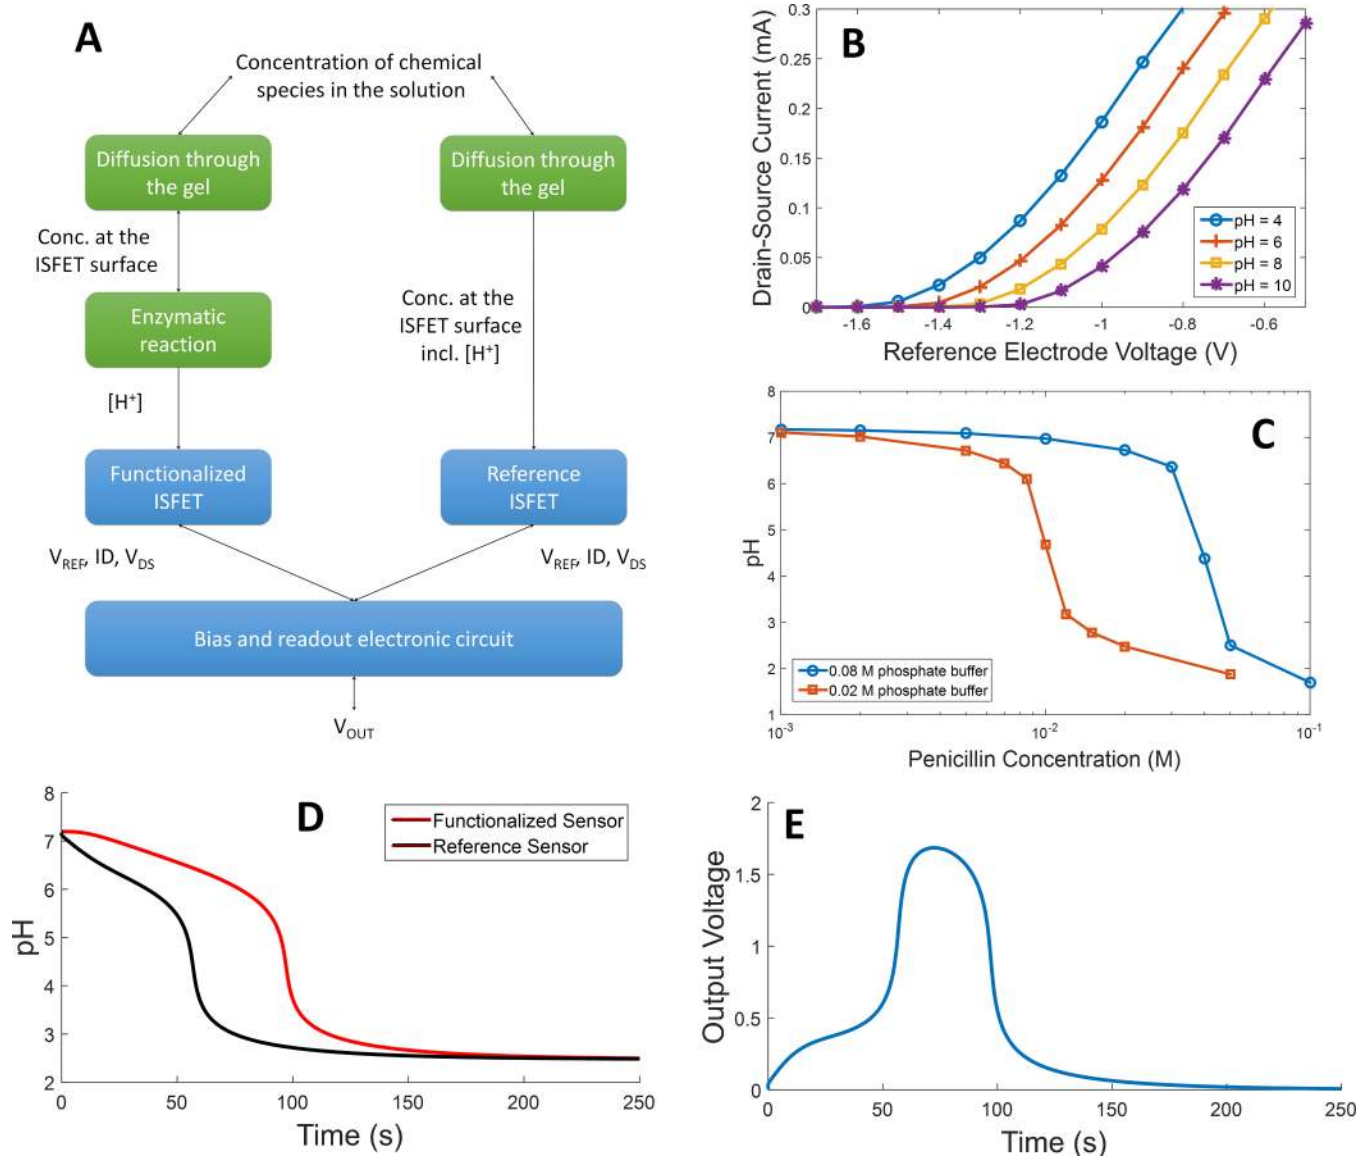 A
Concentration of chemical
species in the solution
Diffusion through
the gel
Diffusion through
the gel
Conc. at the
ISFET surface
Enzymatic
reaction
Conc. at the
ISFET surface
incl. [H⁺]
[H⁺]
Functionalized
ISFET
Reference
ISFET
V_REF, ID, V_DS
V_REF, ID, V_DS
Bias and readout electronic circuit
V_OUT
B
Drain-Source Current (mA)
0.3
0.25
0.2
0.15
0.1
0.05
0
-1.6 -1.4 -1.2 -1 -0.8 -0.6
Reference Electrode Voltage (V)
pH = 4
pH = 6
pH = 8
pH = 10
C
pH
8
7
6
5
4
3
2
1
10⁻³ 10⁻² 10⁻¹
Penicillin Concentration (M)
0.08 M phosphate buffer
0.02 M phosphate buffer
D
pH
8
7
6
5
4
3
2
0 50 100 150 200 250
Time (s)
Functionalized Sensor
Reference Sensor
E
Output Voltage
2
1.5
1
0.5
0
0 50 100 150 200 250
Time (s)